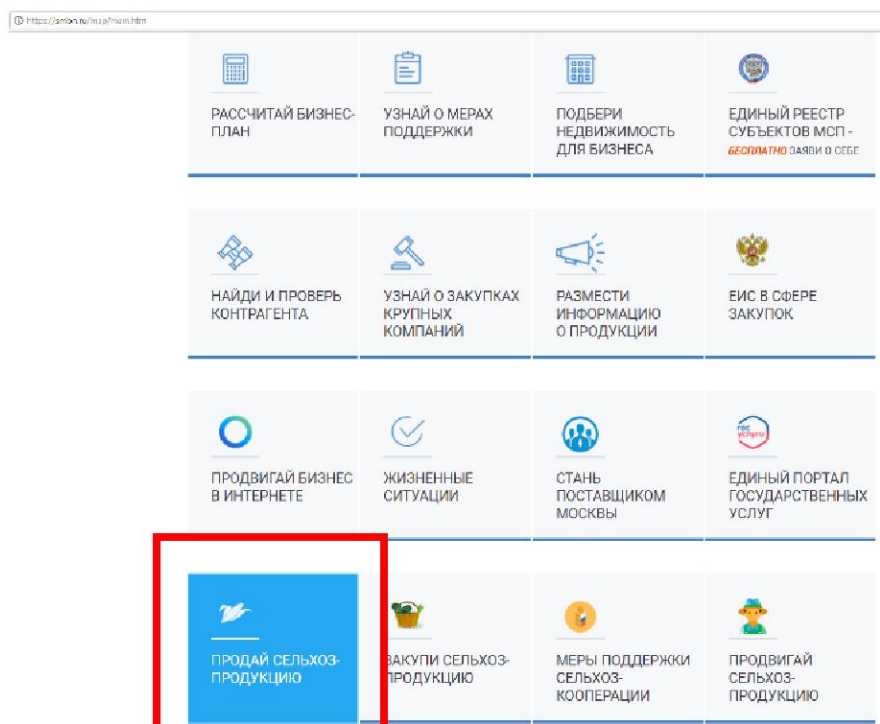 https://smbn.ru/msp/main.htm
РАССЧИТАЙ БИЗНЕС-
ПЛАН
УЗНАЙ О МЕРАХ
ПОДДЕРЖКИ
ПОДБЕРИ
НЕДВИЖИМОСТЬ
ДЛЯ БИЗНЕСА
ЕДИНЫЙ РЕЕСТР
СУБЪЕКТОВ МСП -
БЕСПЛАТНО ЗАЯВИ О СЕБЕ
НАЙДИ И ПРОВЕРЬ
КОНТРАГЕНТА
УЗНАЙ О ЗАКУПКАХ
КРУПНЫХ
КОМПАНИЙ
РАЗМЕСТИ
ИНФОРМАЦИЮ
О ПРОДУКЦИИ
ЕИС В СФЕРЕ
ЗАКУПОК
ПРОДВИГАЙ БИЗНЕС
В ИНТЕРНЕТЕ
ЖИЗНЕННЫЕ
СИТУАЦИИ
СТАНЬ
ПОСТАВЩИКОМ
МОСКВЫ
гос
услуги
ЕДИНЫЙ ПОРТАЛ
ГОСУДАРСТВЕННЫХ
УСЛУГ
ПРОДАЙ СЕЛЬХОЗ-
ПРОДУКЦИЮ
ЗАКУПИ СЕЛЬХОЗ-
ПРОДУКЦИЮ
МЕРЫ ПОДДЕРЖКИ
СЕЛЬХОЗ-
КООПЕРАЦИИ
ПРОДВИГАЙ
СЕЛЬХОЗ-
ПРОДУКЦИЮ